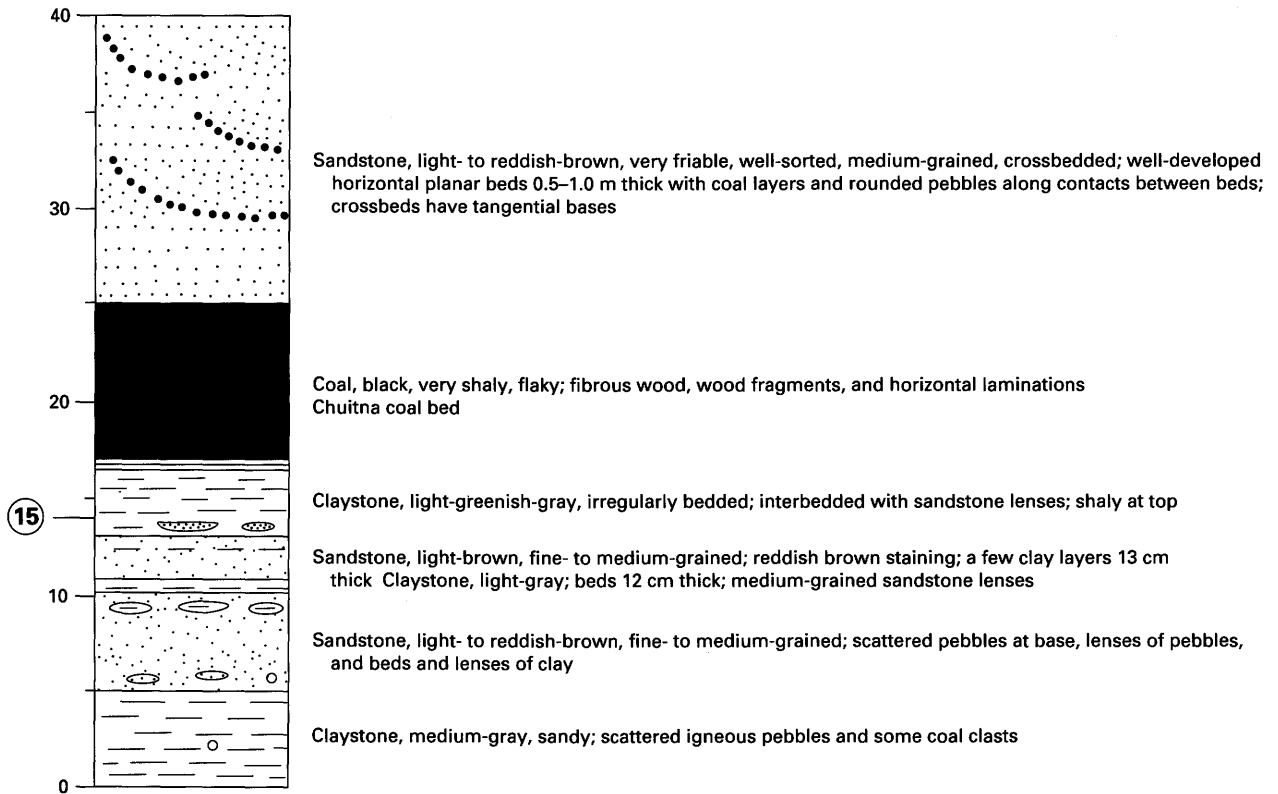 40
Sandstone, light- to reddish-brown, very friable, well-sorted, medium-grained, crossbedded; well-developed
horizontal planar beds 0.5–1.0 m thick with coal layers and rounded pebbles along contacts between beds;
crossbeds have tangential bases
30
Coal, black, very shaly, flaky; fibrous wood, wood fragments, and horizontal laminations
20
Chuitna coal bed
Claystone, light-greenish-gray, irregularly bedded; interbedded with sandstone lenses; shaly at top
15
Sandstone, light-brown, fine- to medium-grained; reddish brown staining; a few clay layers 13 cm
thick Claystone, light-gray; beds 12 cm thick; medium-grained sandstone lenses
10
Sandstone, light- to reddish-brown, fine- to medium-grained; scattered pebbles at base, lenses of pebbles,
and beds and lenses of clay
Claystone, medium-gray, sandy; scattered igneous pebbles and some coal clasts
0